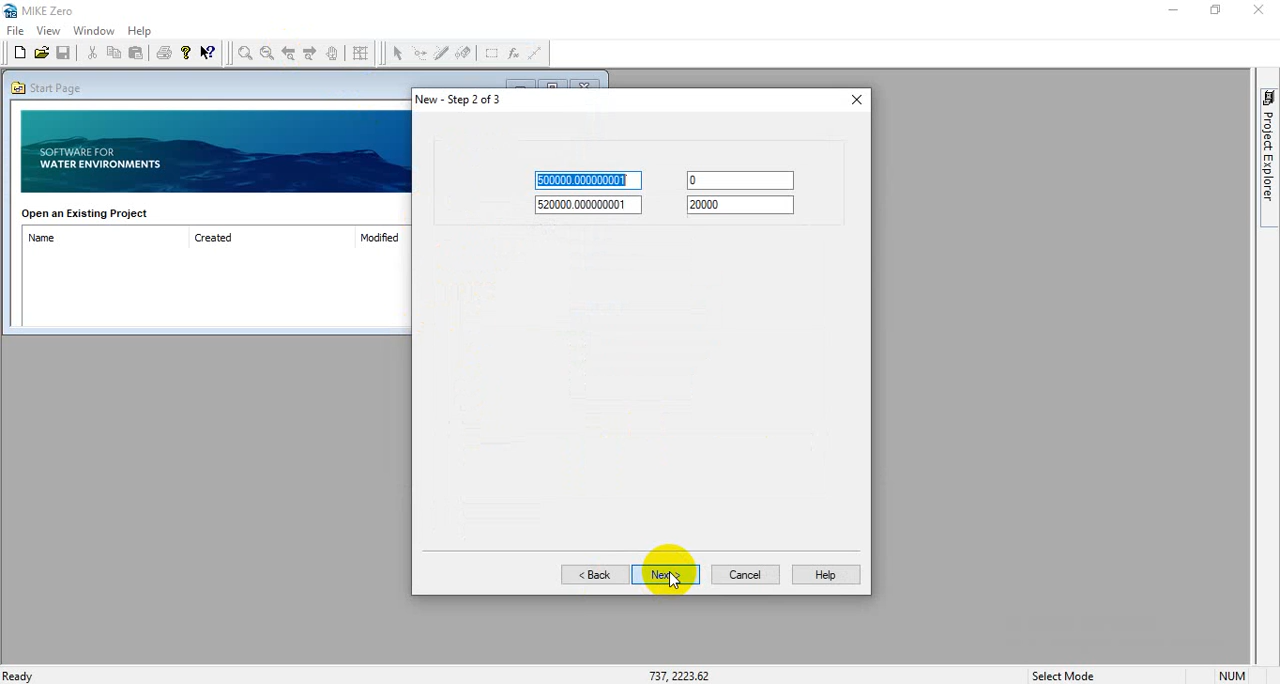 MIKE Zero
File View Window Help
Start Page
SOFTWARE FOR
WATER ENVIRONMENTS
Open an Existing Project
Name Created Modified
New - Step 2 of 3
500000.000000001 0
520000.000000001 20000
< Back Next > Cancel Help
Project Explorer
Ready 737, 2223.62 Select Mode NUM